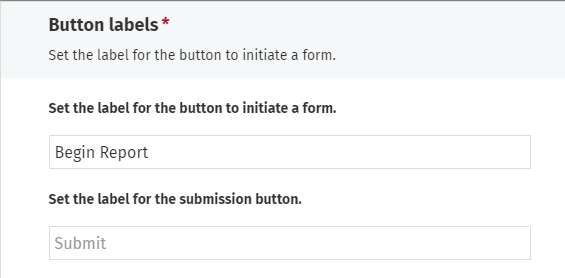 Button labels *
Set the label for the button to initiate a form.
Set the label for the button to initiate a form.
Begin Report
Set the label for the submission button.
Submit